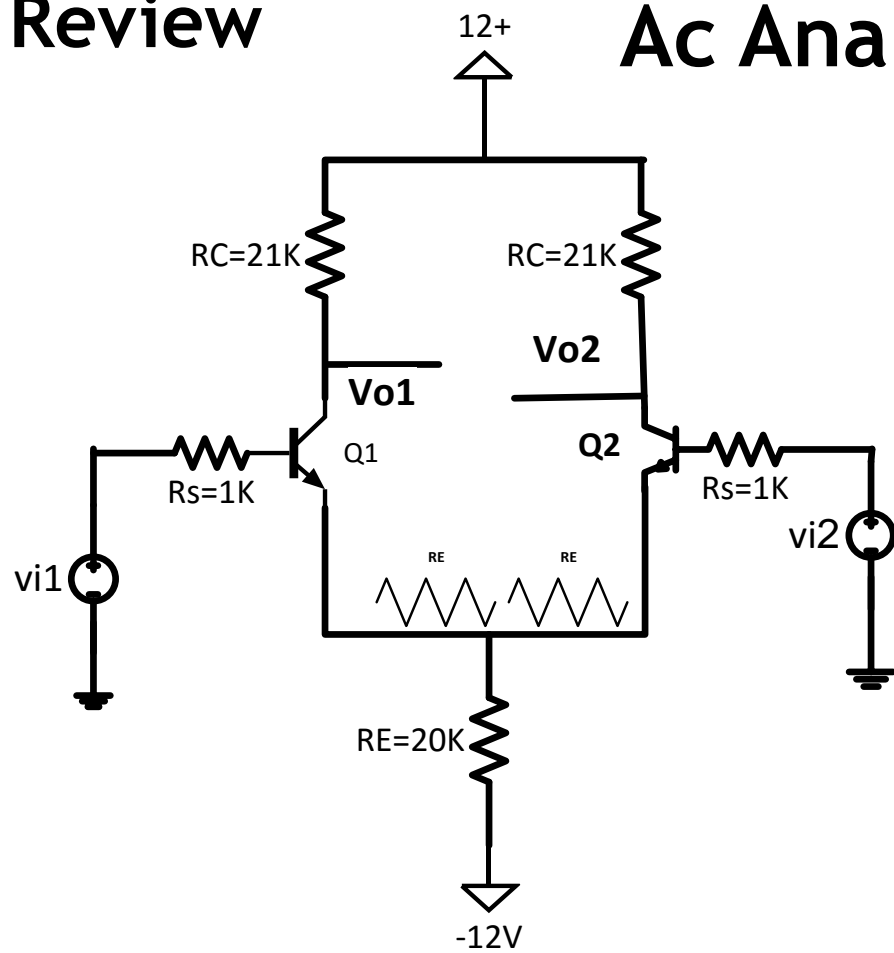 Review
Ac Ana
12+
RC=21K
RC=21K
Vo1
Vo2
Q1
Q2
Rs=1K
Rs=1K
vi1
vi2
RE
RE
RE=20K
-12V